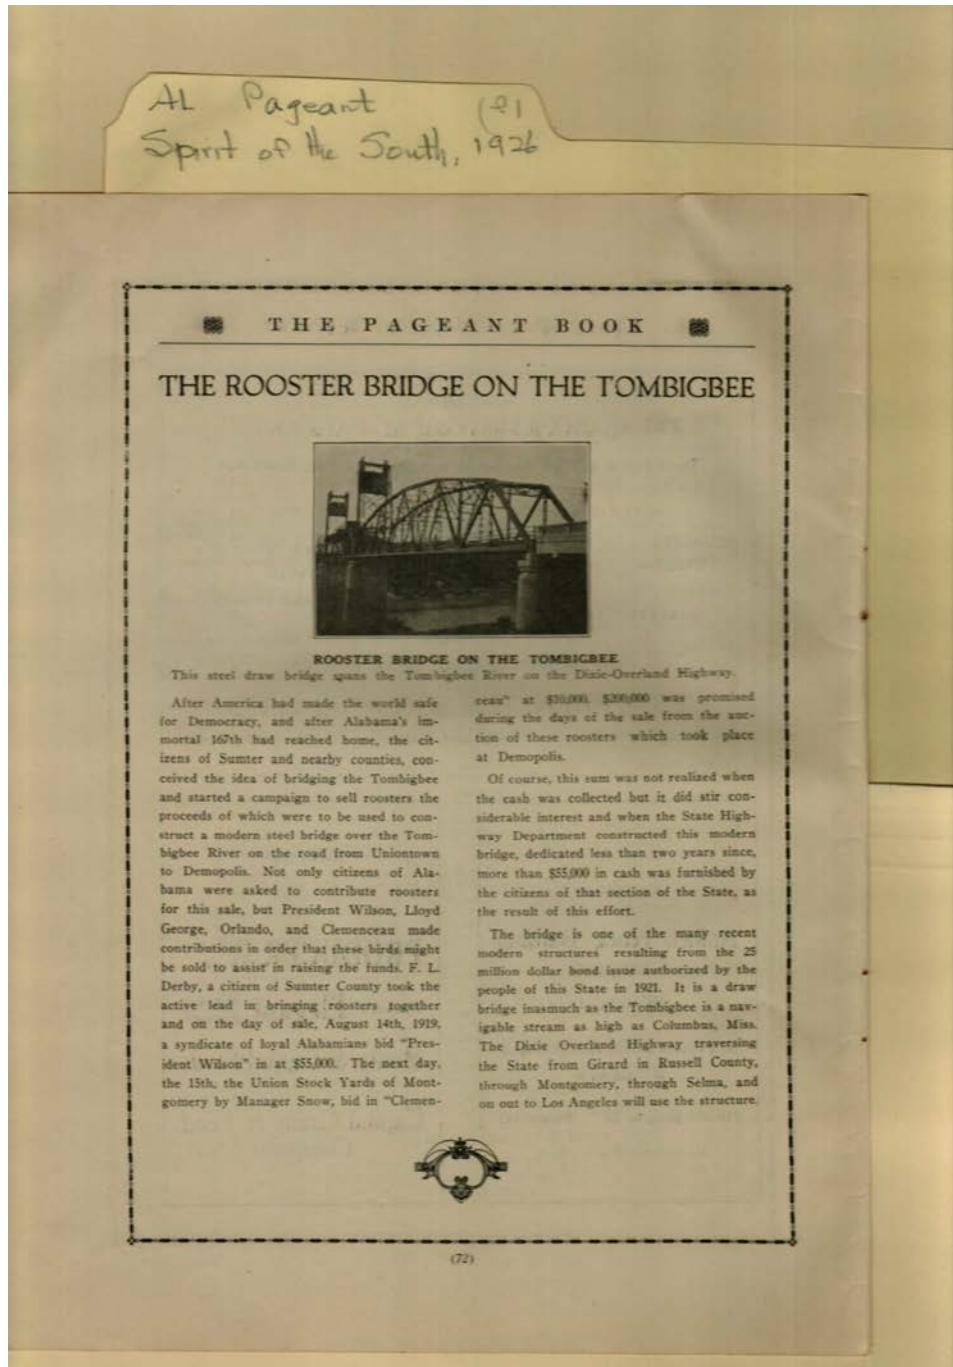 AL Pageant
Spirit of the South, 1926
THE PAGEANT BOOK
THE ROOSTER BRIDGE ON THE TOMBIGBEE
ROOSTER BRIDGE ON THE TOMBIGBEE
This steel draw bridge spans the Tombigbee River on the Dixie-Overland Highway.
After America had made the world safe
for Democracy, and after Alabama's im-
mortal 167th had reached home, the cit-
izens of Sumter and nearby counties, con-
ceived the idea of bridging the Tombigbee
and started a campaign to sell roosters the
proceeds of which were to be used to con-
struct a modern steel bridge over the Tom-
bigbee River on the road from Uniontown
to Demopolis. Not only citizens of Ala-
bama were asked to contribute roosters
for this sale, but President Wilson, Lloyd
George, Orlando, and Clemenceau made
contributions in order that these birds might
be sold to assist in raising the funds. F. L.
Derby, a citizen of Sumter County took the
active lead in bringing roosters together
and on the day of sale, August 14th, 1919,
a syndicate of loyal Alabamians bid "Pres-
ident Wilson" in at $55,000. The next day,
the 15th, the Union Stock Yards of Mont-
gomery by Manager Snow, bid in "Clemen-
ceau" at $10,000. $200,000 was promised
during the days of the sale from the auc-
tion of these roosters which took place
at Demopolis.
Of course, this sum was not realized when
the cash was collected but it did stir con-
siderable interest and when the State High-
way Department constructed this modern
bridge, dedicated less than two years since,
more than $55,000 in cash was furnished by
the citizens of that section of the State, as
the result of this effort.
The bridge is one of the many recent
modern structures resulting from the 25
million dollar bond issue authorized by the
people of this State in 1921. It is a draw
bridge inasmuch as the Tombigbee is a nav-
igable stream as high as Columbus, Miss.
The Dixie Overland Highway traversing
the State from Girard in Russell County,
through Montgomery, through Selma, and
on out to Los Angeles will use the structure.
(72)